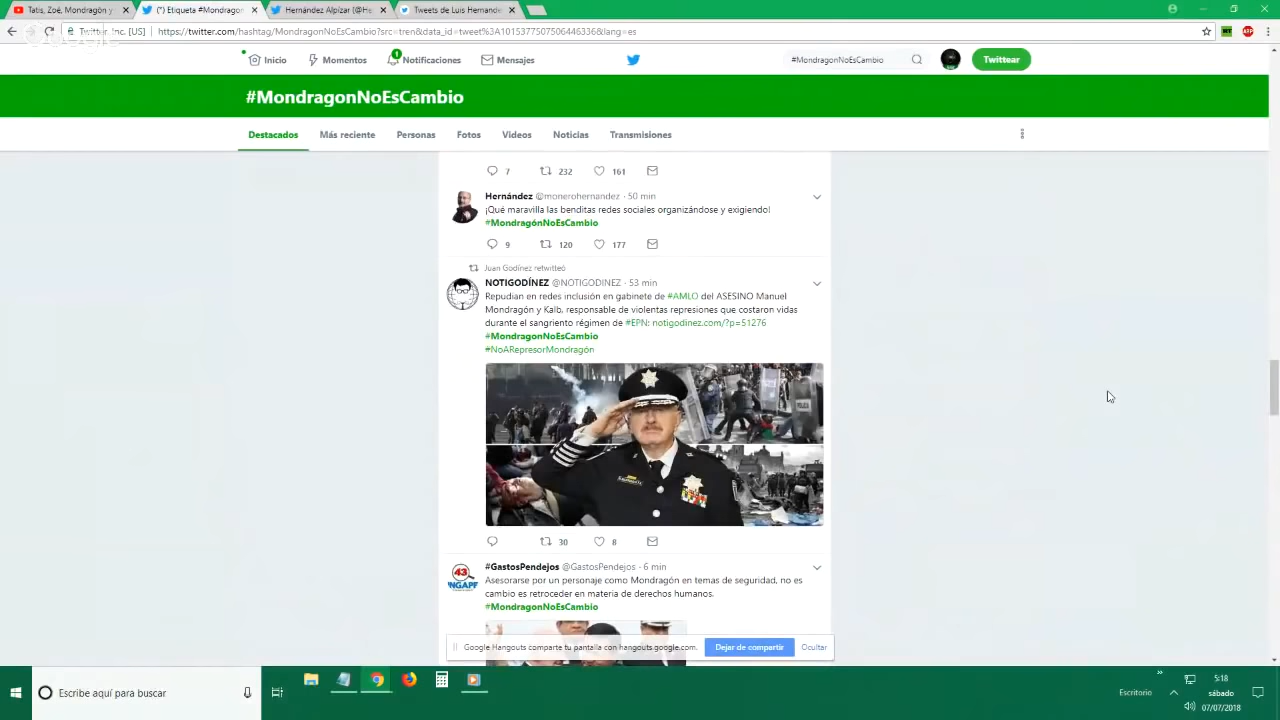 Tatis, Zoé, Mondragon
(*) Etiqueta #Mondragon
Hernández Alpízar (@He
Tweets de Luis Hernande
Twitter, Inc. [US]
https://twitter.com/hashtag/MondragonNoEsCambio?src=tren&data_id=tweet%3A1015377507506446336&lang=es
Inicio
Momentos
1
Notificaciones
Mensajes
#MondragonNoEsCambio
Twittear
#MondragonNoEsCambio
Destacados
Más reciente
Personas
Fotos
Videos
Noticias
Transmisiones
7
232
161
Hernández @monerohernandez · 50 min
¡Qué maravilla las benditas redes sociales organizándose y exigiendo!
#MondragónNoEsCambio
9
120
177
Juan Godínez retwitteó
NOTIGODÍNEZ @NOTIGODINEZ · 53 min
Repudian en redes inclusión en gabinete de #AMLO del ASESINO Manuel
Mondragón y Kalb, responsable de violentas represiones que costaron vidas
durante el sangriento régimen de #EPN: notigodinez.com/?p=51276
#MondragonNoEsCambio
#NoARepresorMondragón
30
8
43
#GastosPendejos @GastosPendejos · 6 min
Asesorarse por un personaje como Mondragón en temas de seguridad, no es
cambio es retroceder en materia de derechos humanos.
#MondragonNoEsCambio
Google Hangouts comparte tu pantalla con hangouts.google.com.
Dejar de compartir
Ocultar
Escribe aquí para buscar
Escritorio
5:18
sábado
07/07/2018